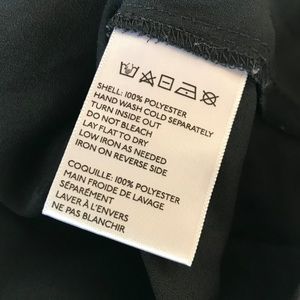 SHELL: 100% POLYESTER
HAND WASH COLD SEPARATELY
TURN INSIDE OUT
DO NOT BLEACH
LAY FLAT TO DRY
LOW IRON AS NEEDED
IRON ON REVERSE SIDE
COQUILLE: 100% POLYESTER
MAIN FROIDE DE LAVAGE
SÉPARÉMENT
LAVER À L'ENVERS
NE PAS BLANCHIR